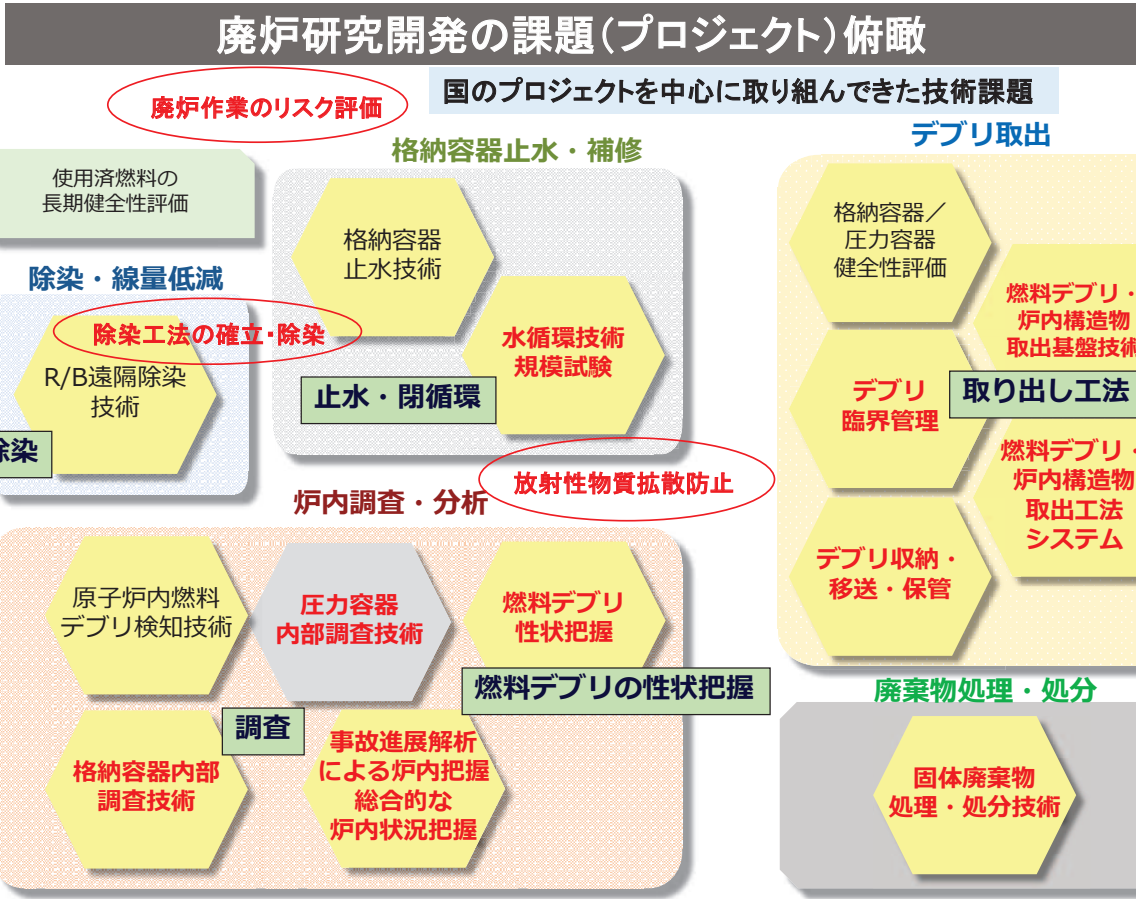 廃炉研究開発の課題（プロジェクト）俯瞰
国のプロジェクトを中心に取り組んできた技術課題
廃炉作業のリスク評価
使用済燃料の
長期健全性評価
除染・線量低減
除染工法の確立・除染
R/B遠隔除染
技術
除染
格納容器止水・補修
格納容器
止水技術
水循環技術
規模試験
止水・閉循環
放射性物質拡散防止
炉内調査・分析
原子炉内燃料
デブリ検知技術
圧力容器
内部調査技術
燃料デブリ
性状把握
燃料デブリの性状把握
調査
格納容器内部
調査技術
事故進展解析
による炉内把握
総合的な
炉内状況把握
デブリ取出
格納容器／
圧力容器
健全性評価
燃料デブリ・
炉内構造物
取出基盤技術
デブリ
臨界管理
取り出し工法
燃料デブリ・
炉内構造物
取出工法
システム
デブリ収納・
移送・保管
廃棄物処理・処分
固体廃棄物
処理・処分技術